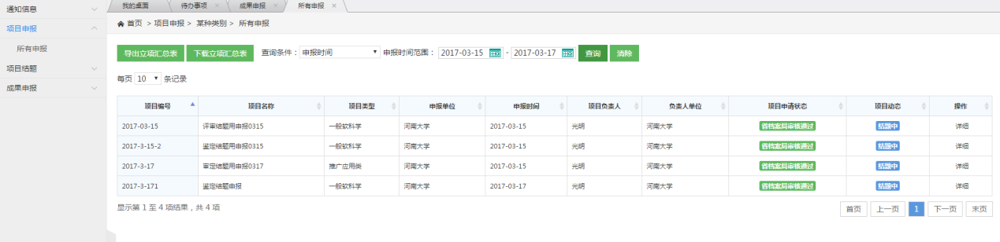 通知信息
项目申报
所有申报
项目结题
成果申报
我的桌面 待办事项 × 成果申报 × 所有申报 ×
首页 > 项目申报 > 某种类别 > 所有申报
导出立项汇总表 下载立项汇总表 查询条件： 申报时间 申报时间范围： 2017-03-15 - 2017-03-17 查询 清除
每页 10 条记录
项目编号 项目名称 项目类型 申报单位 申报时间 项目负责人 负责人单位 项目申请状态 项目动态 操作
2017-03-15 评审结题用申报0315 一般软科学 河南大学 2017-03-15 光明 河南大学 省档案局审核通过 结题中 详细
2017-3-15-2 鉴定结题用申报0315 一般软科学 河南大学 2017-03-15 光明 河南大学 省档案局审核通过 结题中 详细
2017-3-17 审定结题用申报0317 推广应用类 河南大学 2017-03-15 光明 河南大学 省档案局审核通过 结题中 详细
2017-3-171 鉴定结题申报 一般软科学 河南大学 2017-03-17 光明 河南大学 省档案局审核通过 结题中 详细
显示第 1 至 4 项结果，共 4 项
首页 上一页 1 下一页 末页